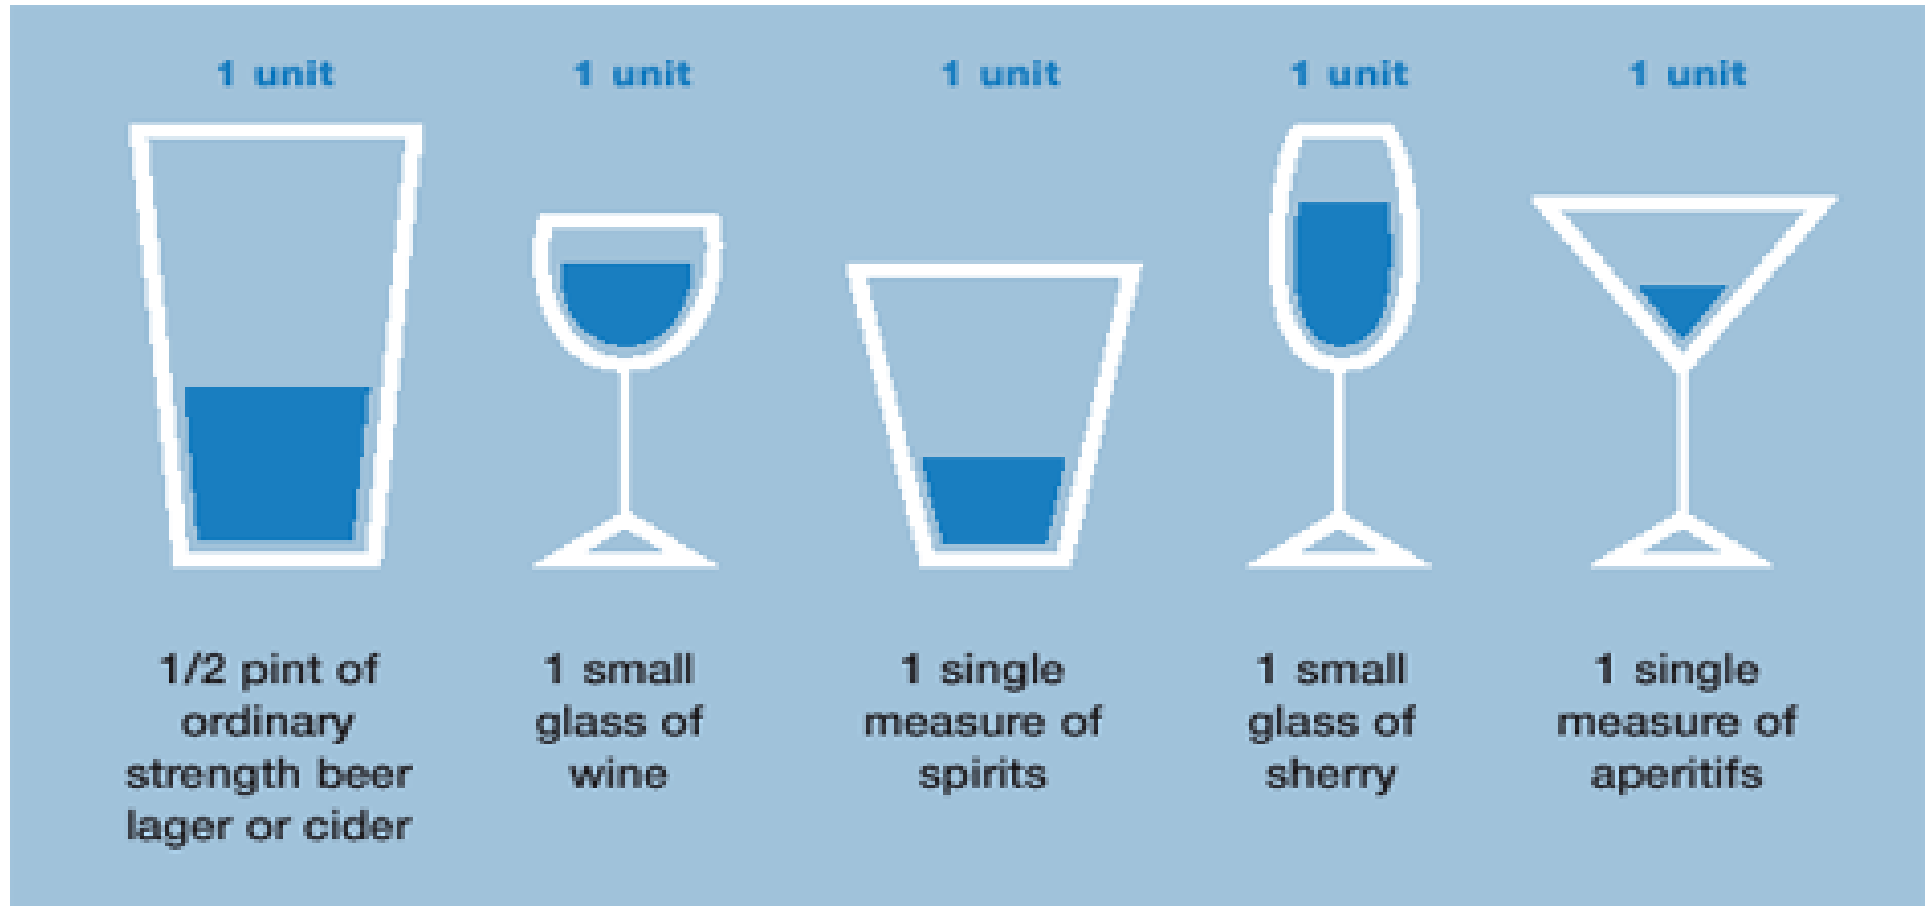 1 unit
1 unit
1 unit
1 unit
1 unit
1/2 pint of
ordinary
strength beer
lager or cider
1 small
glass of
wine
1 single
measure of
spirits
1 small
glass of
sherry
1 single
measure of
aperitifs